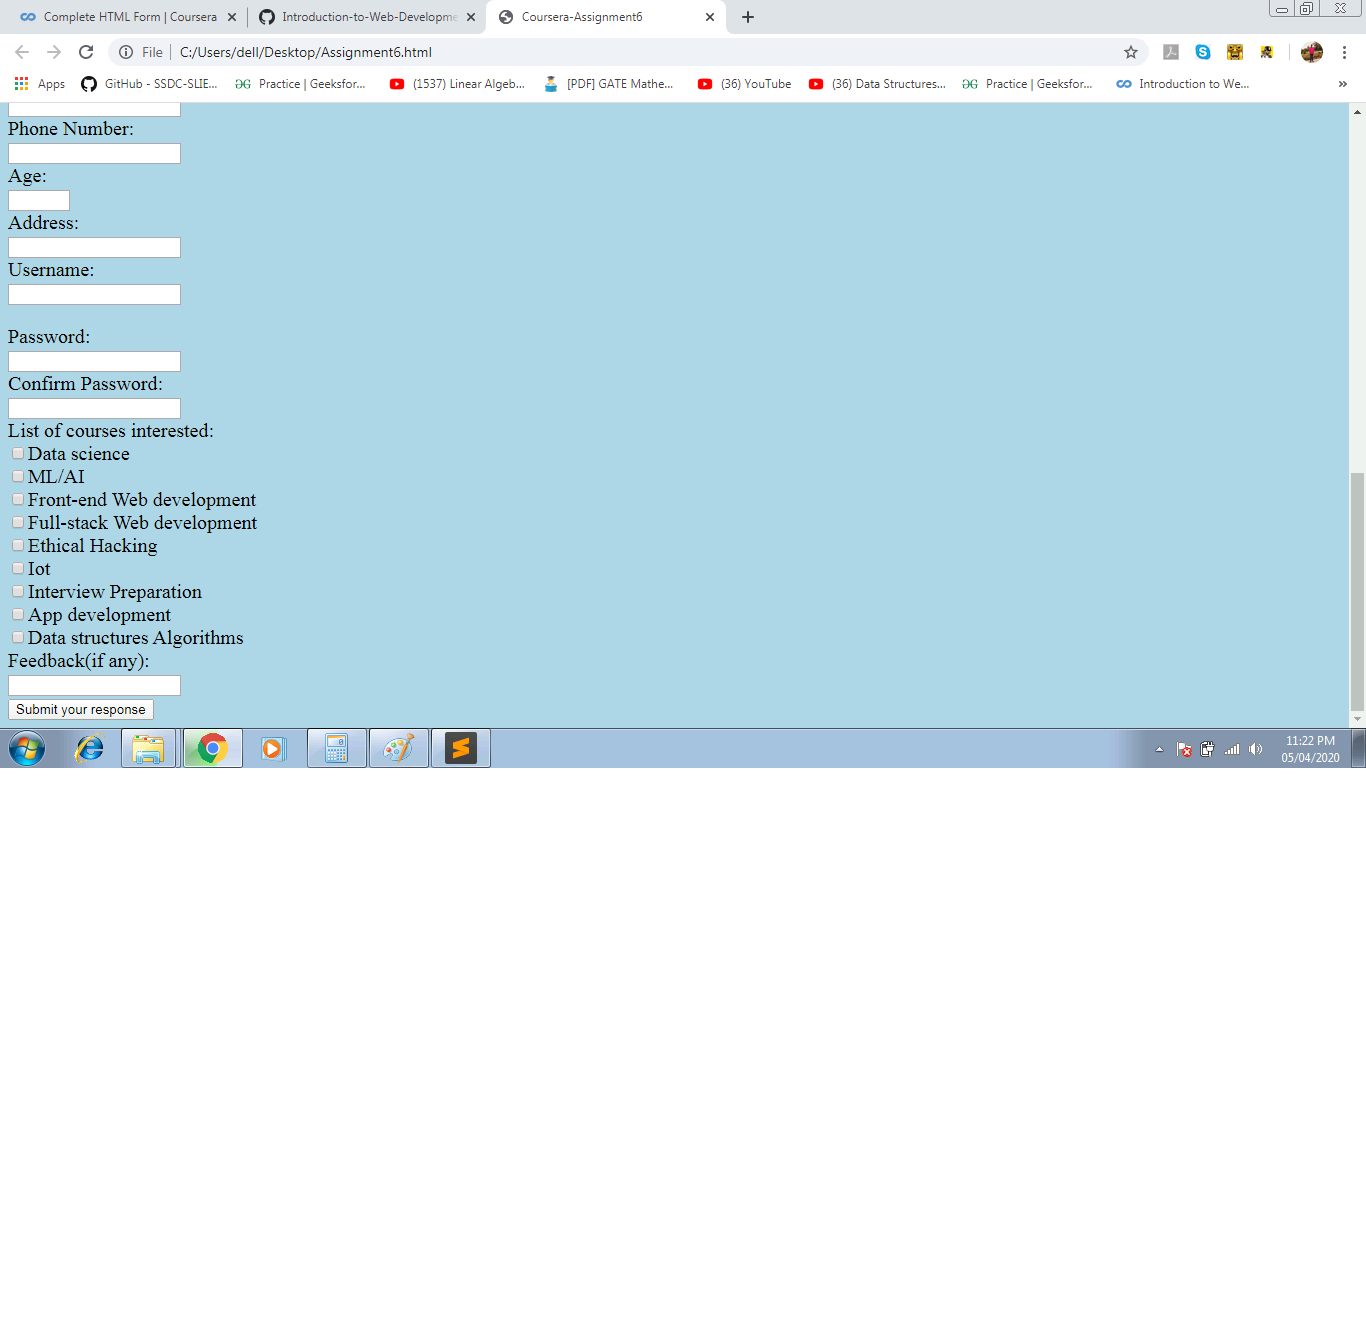 Complete HTML Form | Coursera
Introduction-to-Web-Developme
Coursera-Assignment6
File
C:/Users/dell/Desktop/Assignment6.html
Apps
GitHub - SSDC-SLIE...
Practice | Geeksfor...
(1537) Linear Algeb...
[PDF] GATE Mathe...
(36) YouTube
(36) Data Structures...
Practice | Geeksfor...
Introduction to We...
»
Phone Number:
Age:
Address:
Username:
Password:
Confirm Password:
List of courses interested:
Data science
ML/AI
Front-end Web development
Full-stack Web development
Ethical Hacking
Iot
Interview Preparation
App development
Data structures Algorithms
Feedback(if any):
Submit your response
11:22 PM
05/04/2020